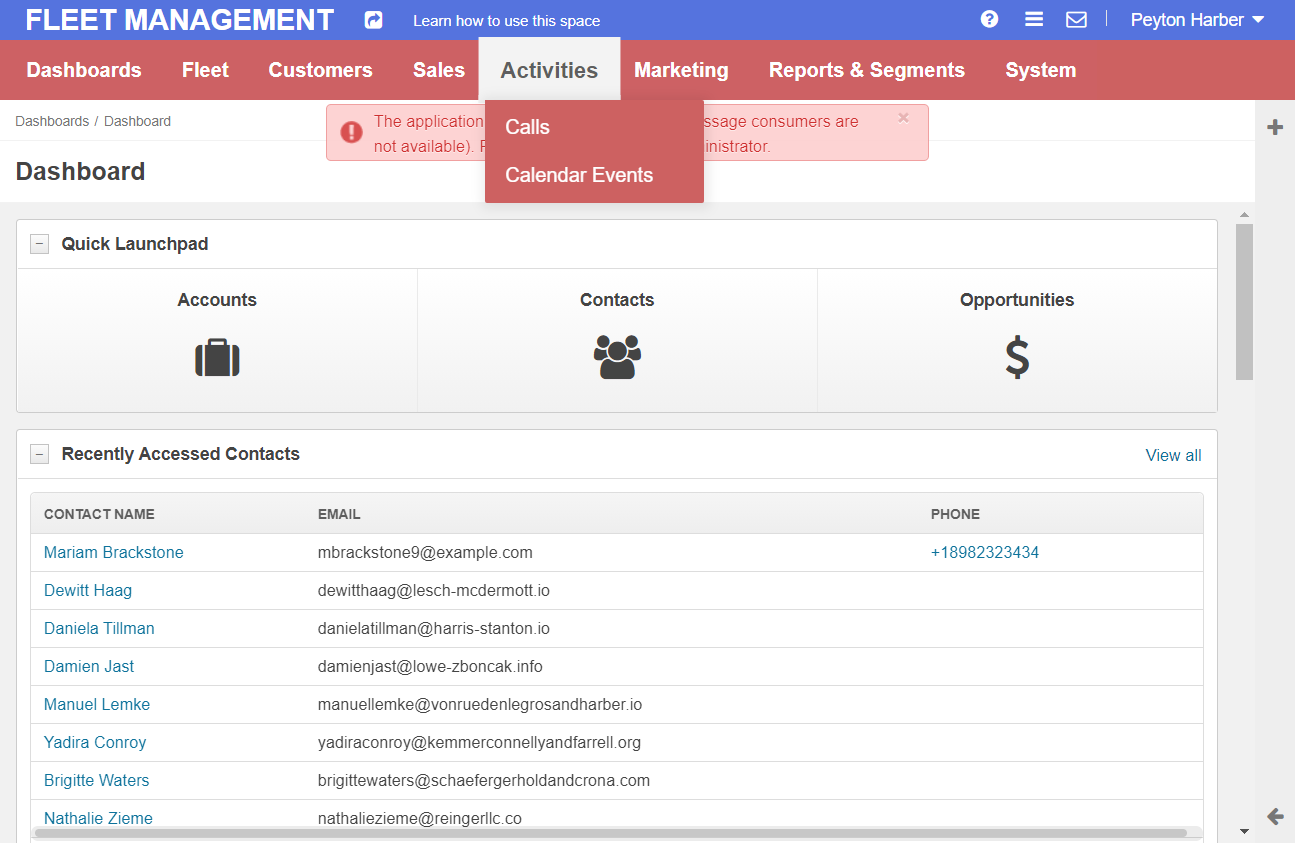 FLEET MANAGEMENT Learn how to use this space Peyton Harber
Dashboards Fleet Customers Sales Activities Marketing Reports & Segments System
Dashboards / Dashboard
The application ssage consumers are
not available). inistrator.
Calls
Calendar Events
Dashboard
Quick Launchpad
Accounts Contacts Opportunities
Recently Accessed Contacts View all
CONTACT NAME EMAIL PHONE
Mariam Brackstone mbrackstone9@example.com +18982323434
Dewitt Haag dewitthaag@lesch-mcdermott.io
Daniela Tillman danielatillman@harris-stanton.io
Damien Jast damienjast@lowe-zboncak.info
Manuel Lemke manuellemke@vonruedenlegrosandharber.io
Yadira Conroy yadiraconroy@kemmerconnellyandfarrell.org
Brigitte Waters brigittewaters@schaefergerholdandcrona.com
Nathalie Zieme nathaliezieme@reingerllc.co